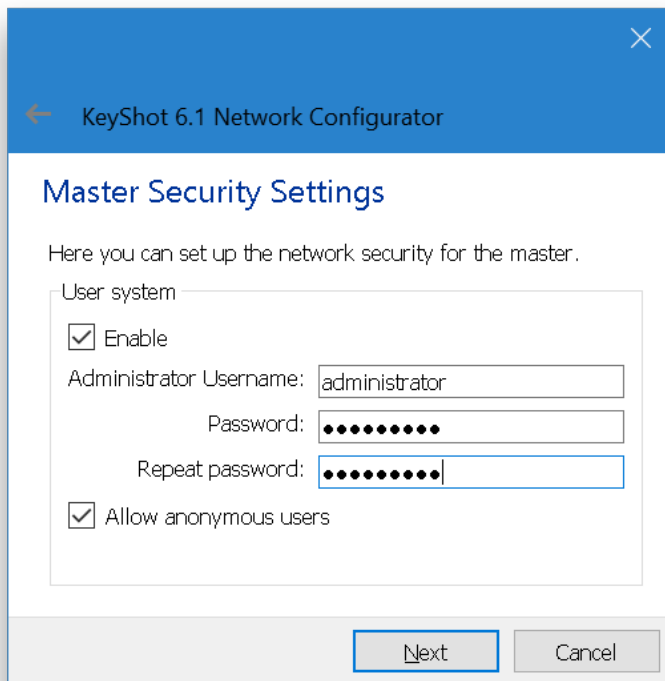 KeyShot 6.1 Network Configurator
Master Security Settings
Here you can set up the network security for the master.
User system
Enable
Administrator Username: administrator
Password: ●●●●●●●●●
Repeat password: ●●●●●●●●●
Allow anonymous users
Next Cancel